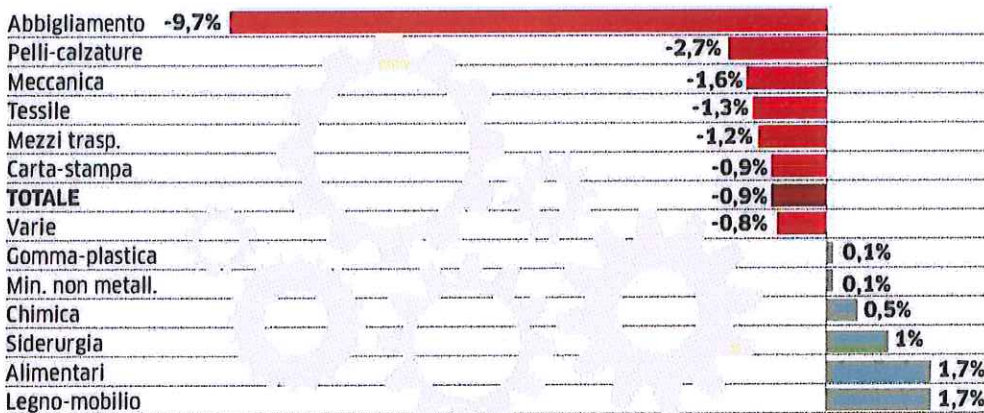 Abbigliamento -9,7%
Pelli-calzature -2,7%
Meccanica -1,6%
Tessile -1,3%
Mezzi trasp. -1,2%
Carta-stampa -0,9%
TOTALE -0,9%
Varie -0,8%
Gomma-plastica 0,1%
Min. non metall. 0,1%
Chimica 0,5%
Siderurgia 1%
Alimentari 1,7%
Legno-mobilio 1,7%